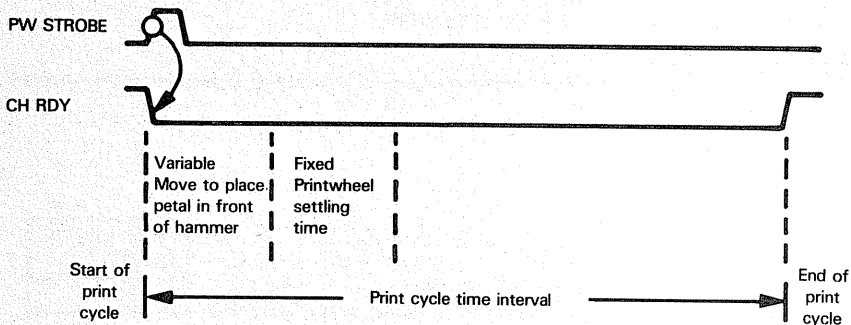 PW STROBE
CH RDY
Variable
Move to place
petal in front
of hammer
Fixed
Printwheel
settling
time
Start of
print
cycle
Print cycle time interval
End of
print
cycle